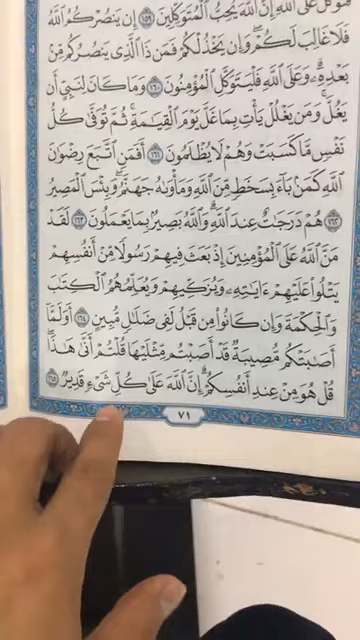 فَتَوَكَّلْ عَلَى ٱللَّهِ إِنَّ ٱللَّهَ يُحِبُّ ٱلْمُتَوَكِّلِينَ ١٥٩ إِن يَنصُرْكُمُ ٱللَّهُ
فَلَا غَالِبَ لَكُمْ ۖ وَإِن يَخْذُلْكُمْ فَمَن ذَا ٱلَّذِى يَنصُرُكُم مِّنۢ
بَعْدِهِۦ ۗ وَعَلَى ٱللَّهِ فَلْيَتَوَكَّلِ ٱلْمُؤْمِنُونَ ١٦٠ وَمَا كَانَ لِنَبِىٍّ أَن
يَغُلَّ ۚ وَمَن يَغْلُلْ يَأْتِ بِمَا غَلَّ يَوْمَ ٱلْقِيَـٰمَةِ ۚ ثُمَّ تُوَفَّىٰ كُلُّ
نَفْسٍ مَّا كَسَبَتْ وَهُمْ لَا يُظْلَمُونَ ١٦١ أَفَمَنِ ٱتَّبَعَ رِضْوَٰنَ
ٱللَّهِ كَمَنۢ بَآءَ بِسَخَطٍ مِّنَ ٱللَّهِ وَمَأْوَىٰهُ جَهَنَّمُ ۚ وَبِئْسَ ٱلْمَصِيرُ
١٦٢ هُمْ دَرَجَـٰتٌ عِندَ ٱللَّهِ ۗ وَٱللَّهُ بَصِيرٌۢ بِمَا يَعْمَلُونَ ١٦٣ لَقَدْ
مَنَّ ٱللَّهُ عَلَى ٱلْمُؤْمِنِينَ إِذْ بَعَثَ فِيهِمْ رَسُولًا مِّنْ أَنفُسِهِمْ
يَتْلُوا۟ عَلَيْهِمْ ءَايَـٰتِهِۦ وَيُزَكِّيهِمْ وَيُعَلِّمُهُمُ ٱلْكِتَـٰبَ
وَٱلْحِكْمَةَ وَإِن كَانُوا۟ مِن قَبْلُ لَفِى ضَلَـٰلٍ مُّبِينٍ ١٦٤ أَوَلَمَّآ
أَصَـٰبَتْكُم مُّصِيبَةٌ قَدْ أَصَبْتُم مِّثْلَيْهَا قُلْتُمْ أَنَّىٰ هَـٰذَا ۖ
قُلْ هُوَ مِنْ عِندِ أَنفُسِكُمْ ۗ إِنَّ ٱللَّهَ عَلَىٰ كُلِّ شَىْءٍ قَدِيرٌ ١٦٥
٧١